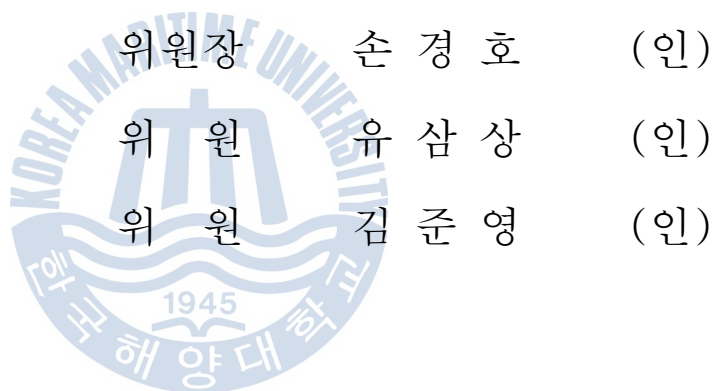 위원장 손 경 호 (인)
위 원 유 삼 상 (인)
위 원 김 준 영 (인)
KOREA MARITIME UNIVERSITY
1945
한국해양대학교